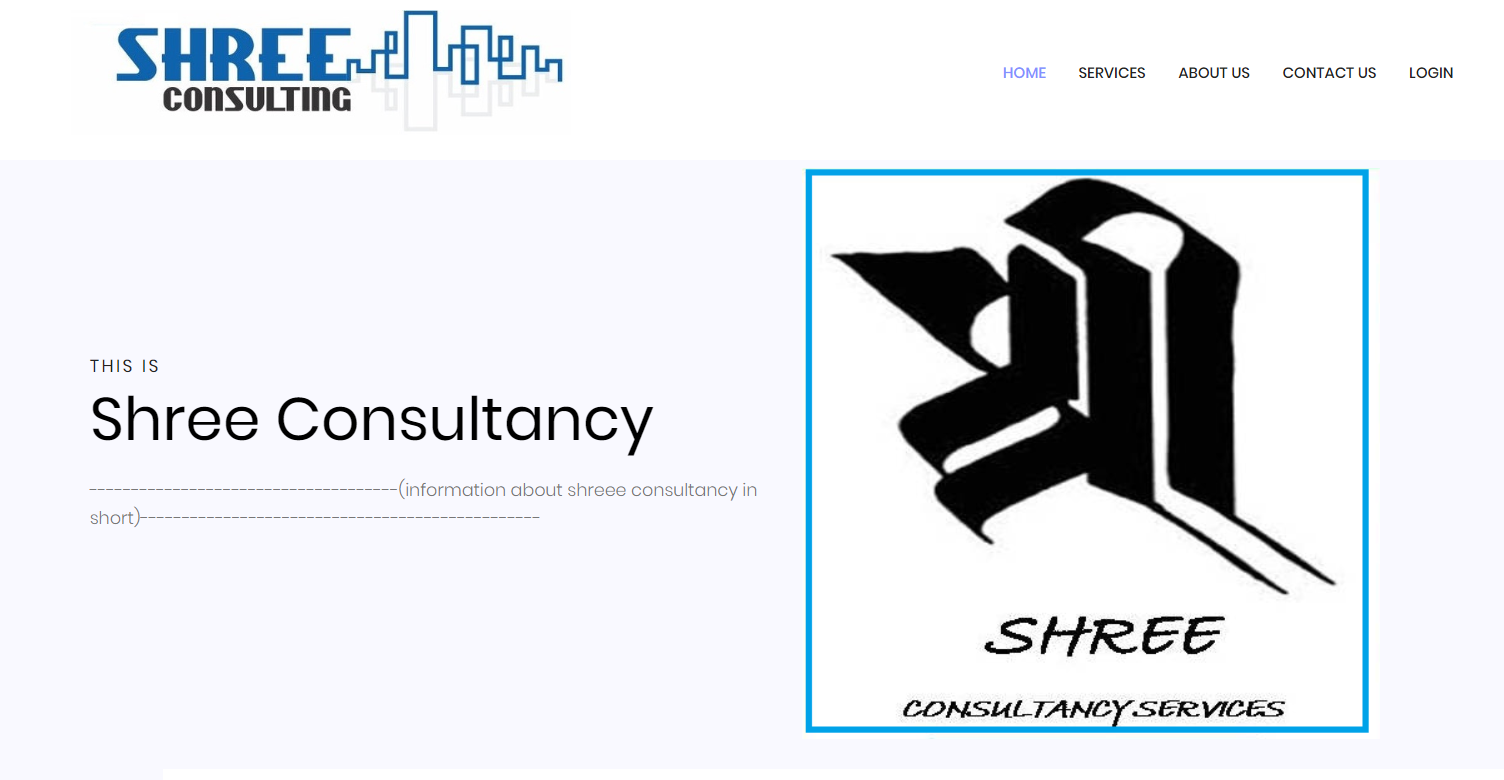 SHREE
CONSULTING
HOME SERVICES ABOUT US CONTACT US LOGIN
THIS IS
Shree Consultancy
-------------------------------------(information about shreee consultancy in
short)------------------------------------------------
श्री
SHREE
CONSULTANCY SERVICES